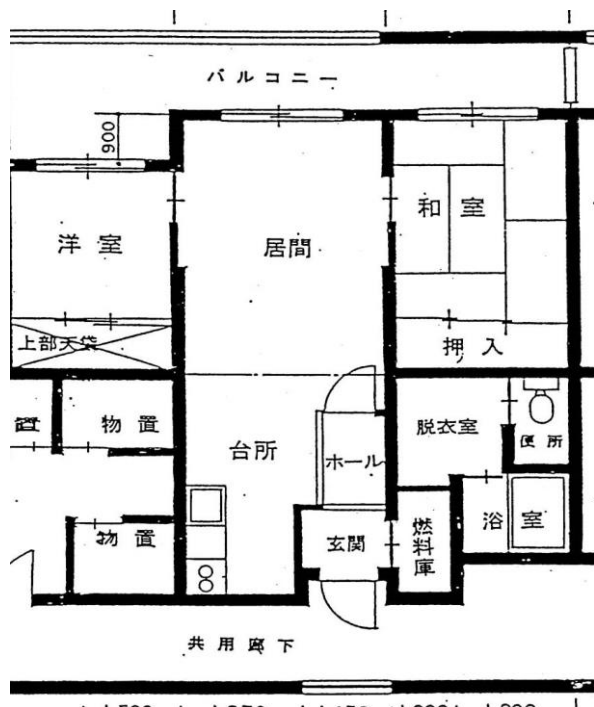 バルコニー
900
洋室
居間
和室
上部天袋
押入
置
物置
台所
ホール
脱衣室
便所
物置
玄関
燃料庫
浴室
共用廊下